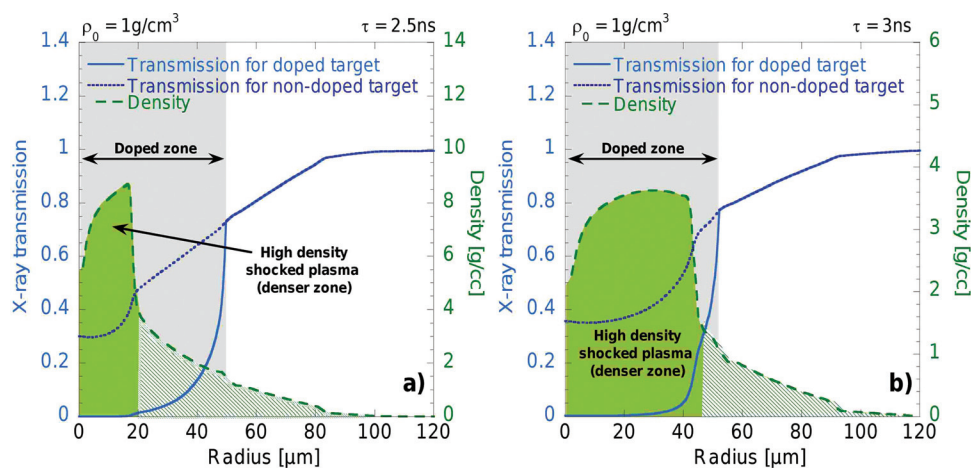 ρ₀ = 1g/cm³
τ = 2.5ns
1.4
1.2
1
0.8
0.6
0.4
0.2
0
X-ray transmission
Transmission for doped target
Transmission for non-doped target
Density
Doped zone
High density
shocked plasma
(denser zone)
a)
14
12
10
8
6
4
2
0
Density [g/cc]
0 20 40 60 80 100 120
Radius [μm]
ρ₀ = 1g/cm³
τ = 3ns
1.4
1.2
1
0.8
0.6
0.4
0.2
0
X-ray transmission
Transmission for doped target
Transmission for non-doped target
Density
Doped zone
High density
shocked plasma
(denser zone)
b)
6
5
4
3
2
1
0
Density [g/cc]
0 20 40 60 80 100 120
Radius [μm]